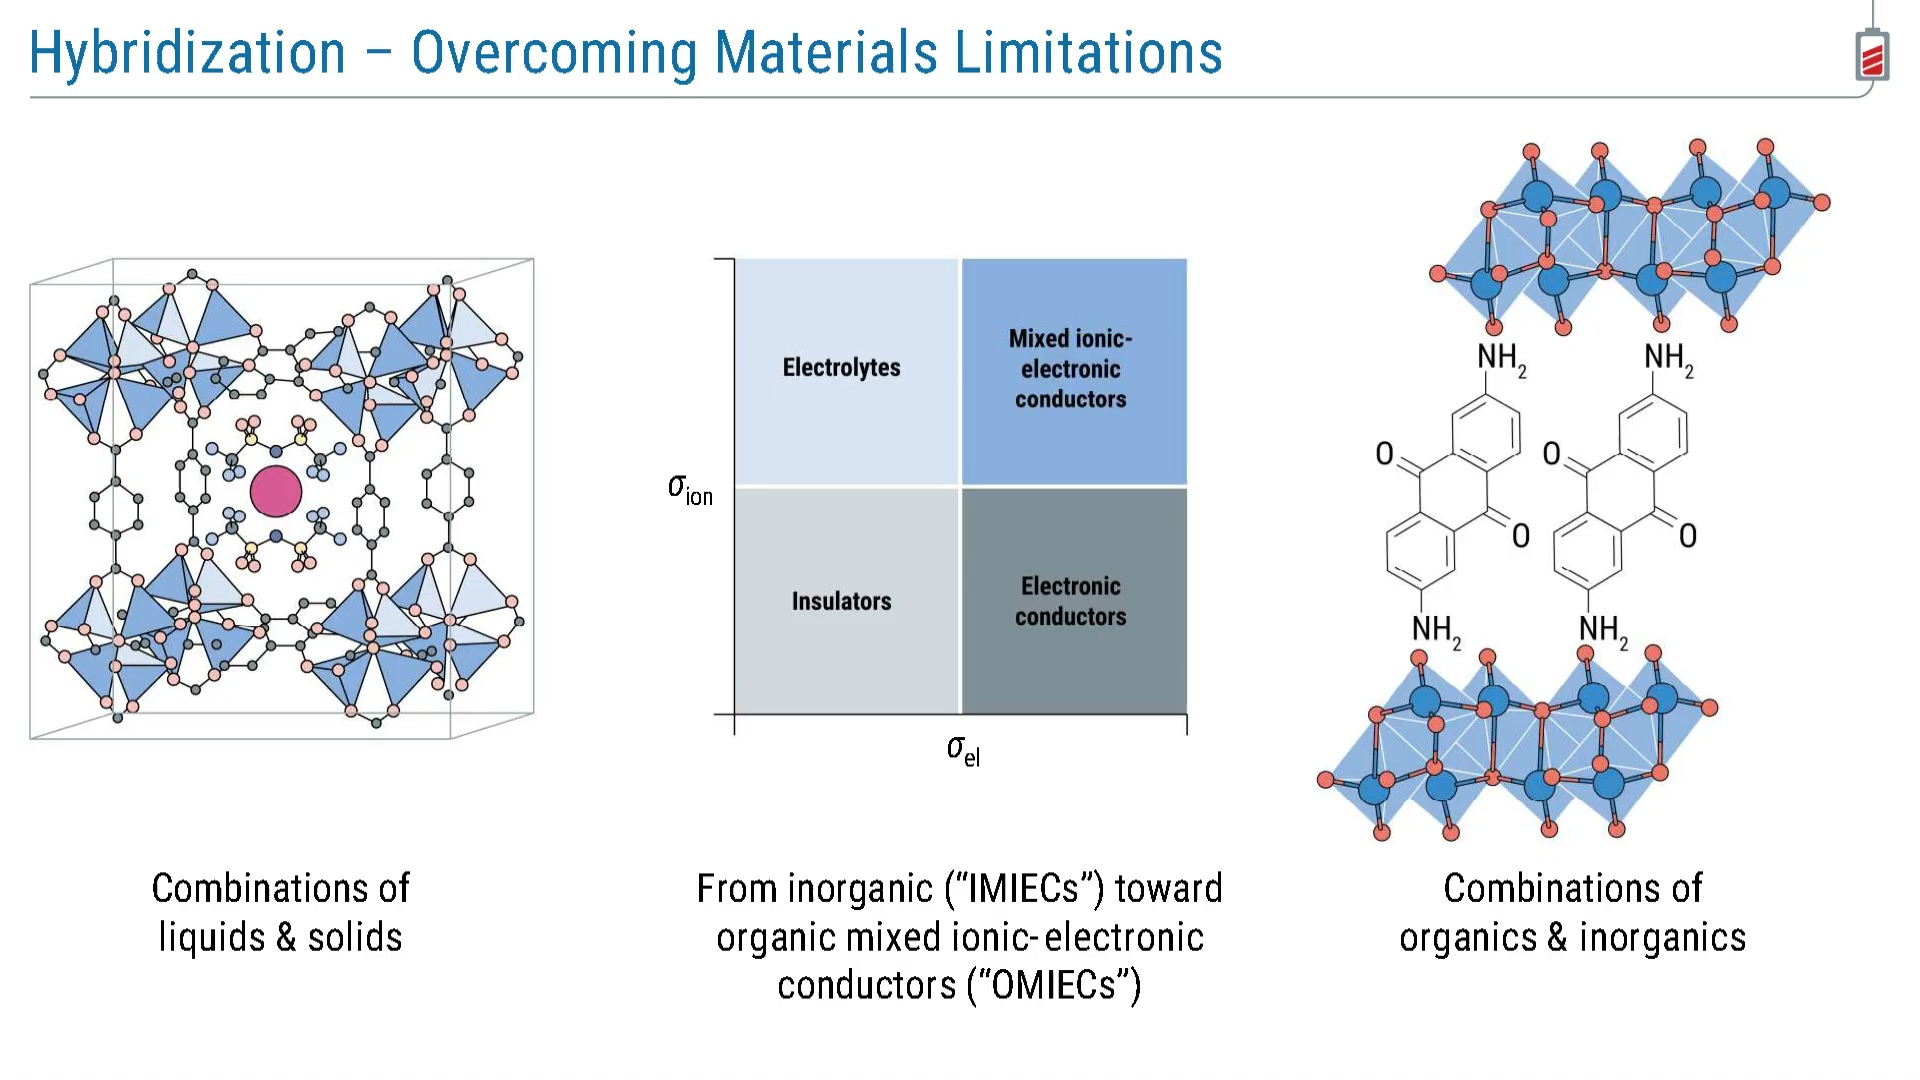 Hybridization – Overcoming Materials Limitations
Electrolytes
Mixed ionic-
electronic
conductors
σion
Insulators
Electronic
conductors
σel
NH2 NH2
O O
O O
NH2 NH2
Combinations of
liquids & solids
From inorganic (“IMIECs”) toward
organic mixed ionic-electronic
conductors (“OMIECs”)
Combinations of
organics & inorganics